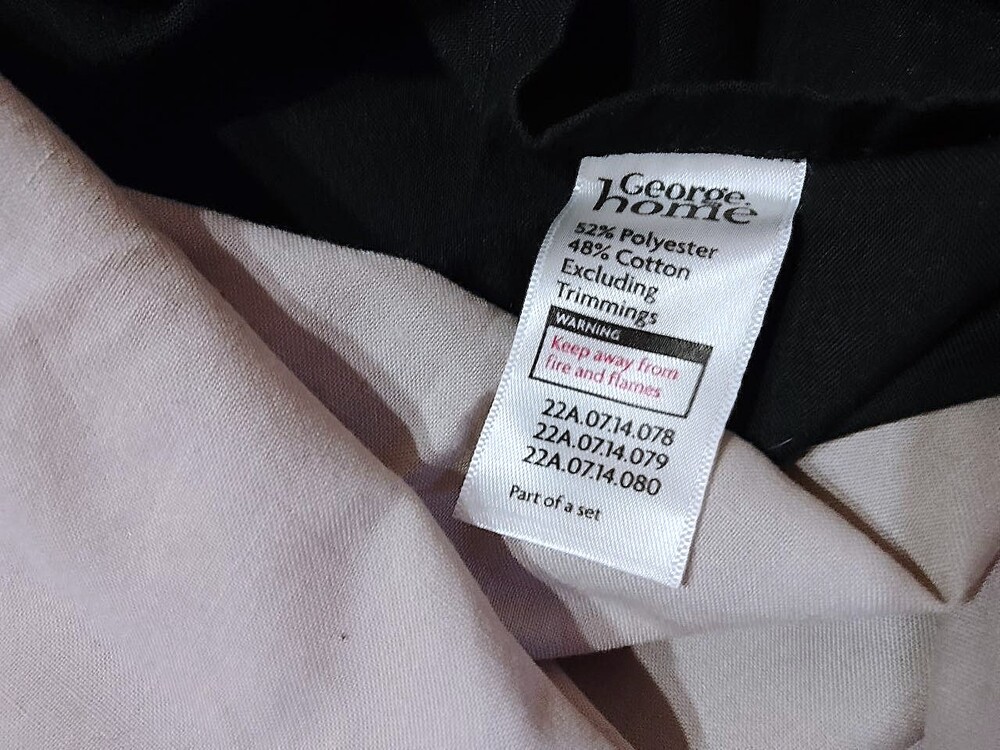 George.
home
52% Polyester
48% Cotton
Excluding
Trimmings
WARNING
Keep away from
fire and flames
22A.07.14.078
22A.07.14.079
22A.07.14.080
Part of a set